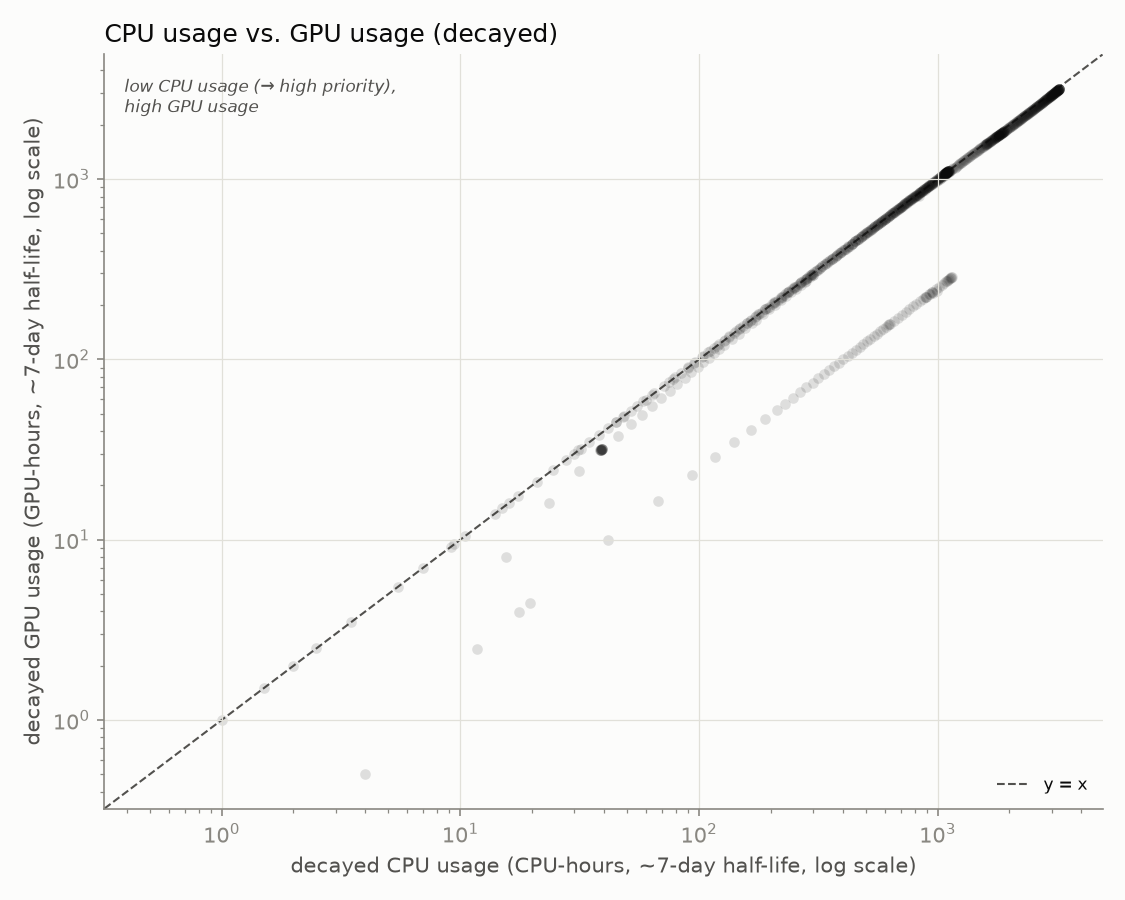 CPU usage vs. GPU usage (decayed)
low CPU usage (→ high priority),
high GPU usage
decayed GPU usage (GPU-hours, ~7-day half-life, log scale)
10³
10²
10¹
10⁰
y = x
10⁰ 10¹ 10² 10³
decayed CPU usage (CPU-hours, ~7-day half-life, log scale)